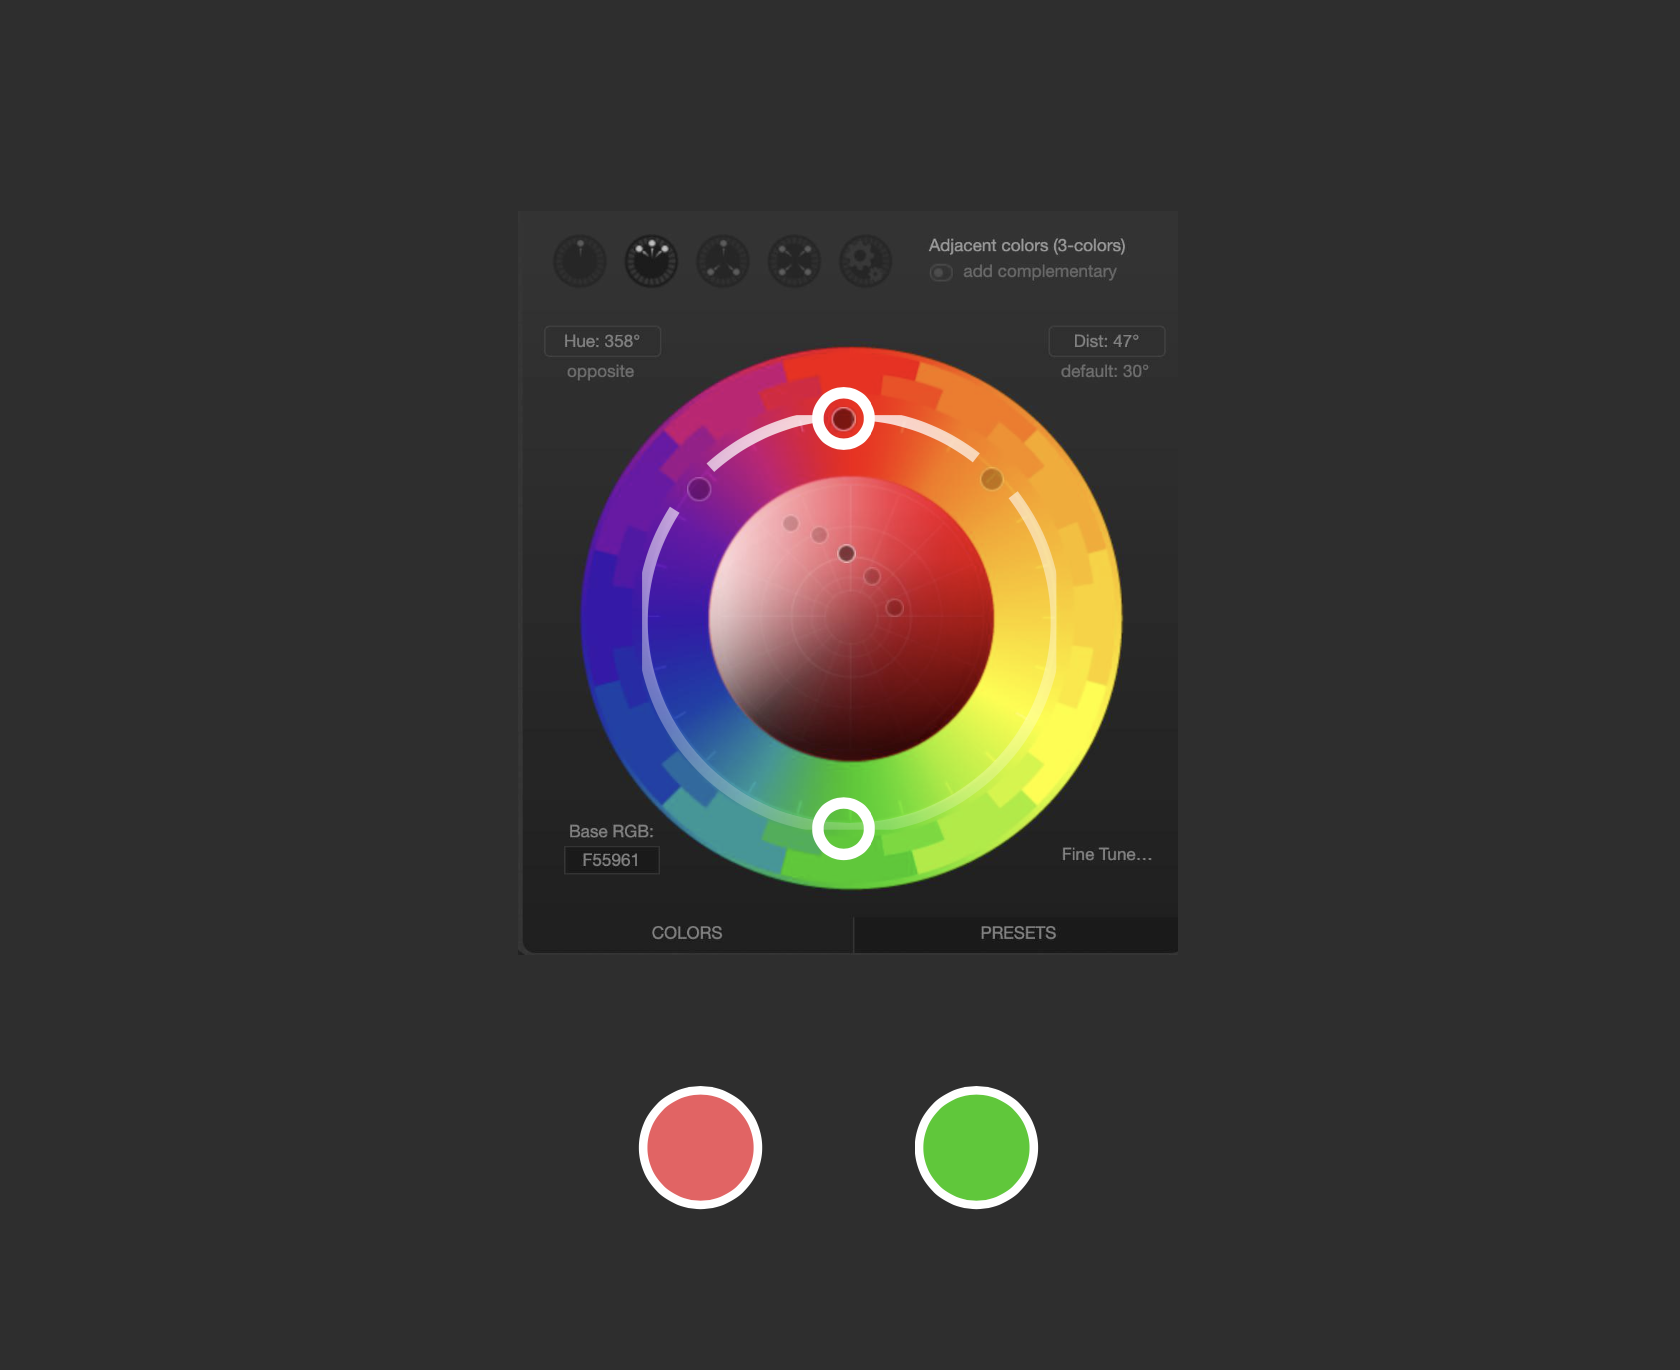 Adjacent colors (3-colors)
add complementary
Hue: 358°
Dist: 47°
opposite
default: 30°
Base RGB:
F55961
Fine Tune...
COLORS
PRESETS